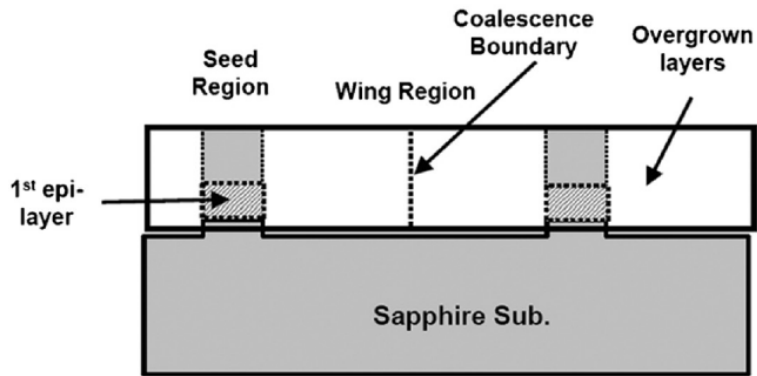 Coalescence
Boundary
Overgrown
layers
Seed
Region
Wing Region
1st epi-
layer
Sapphire Sub.